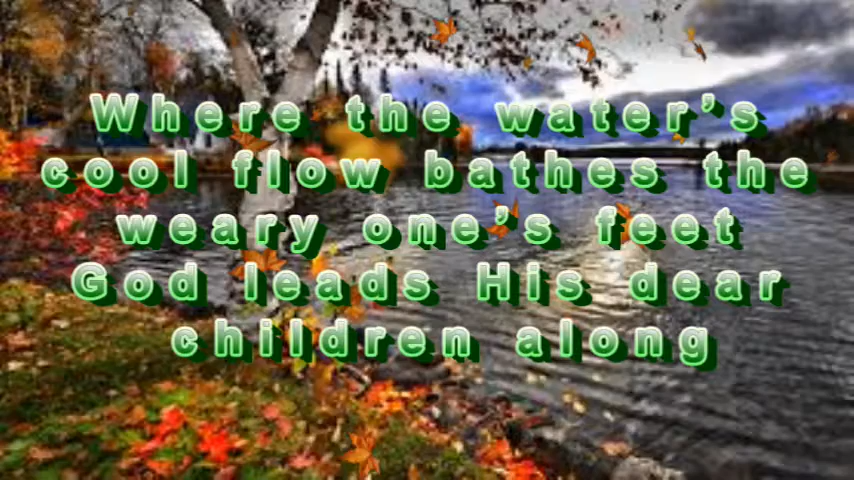 Where the water’s
cool flow bathes the
weary one’s feet
God leads His dear
children along